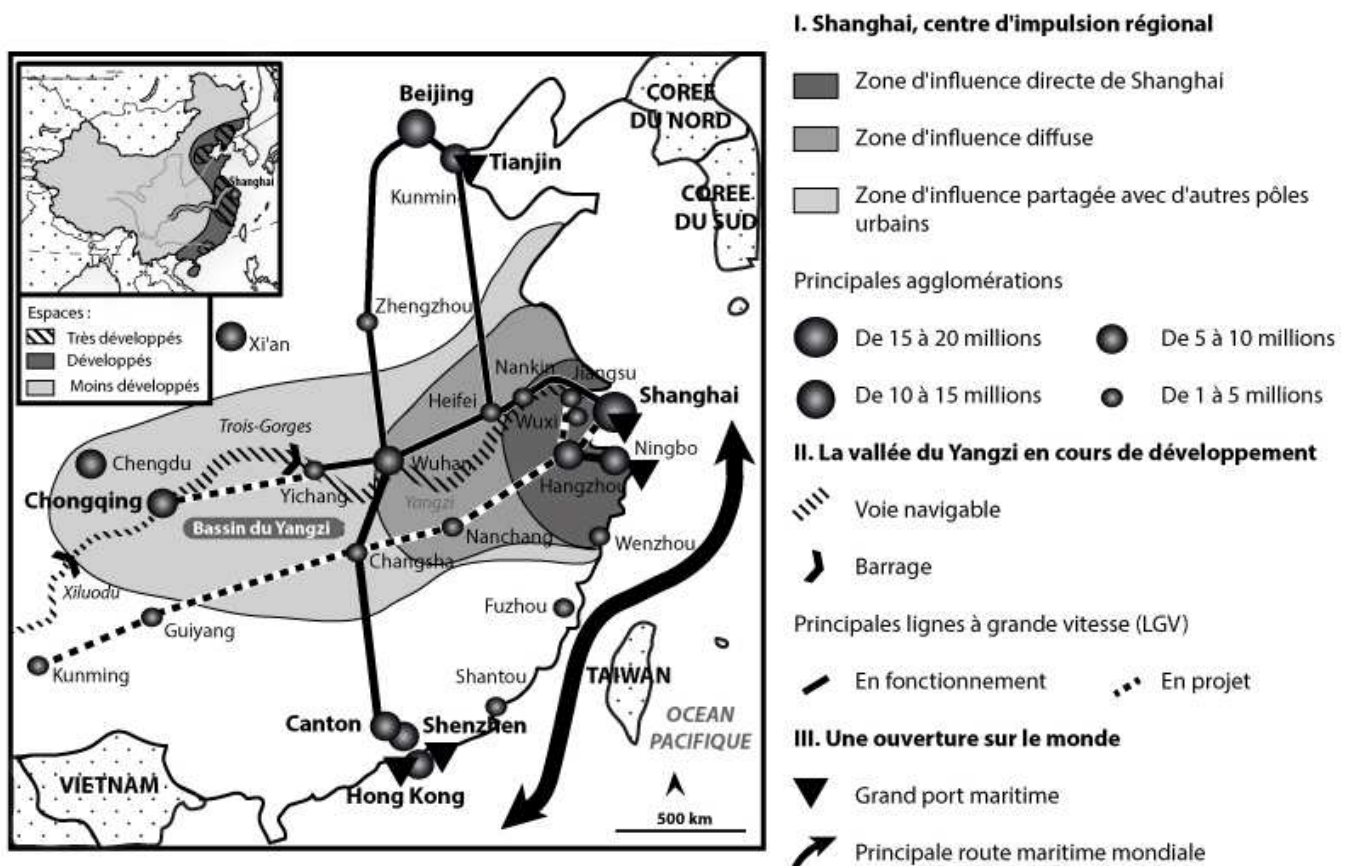 Shanghai
Espaces :
Très développés
Développés
Moins développés
Beijing
Tianjin
Kunming
COREE
DU NORD
COREE
DU SUD
Zhengzhou
Xi'an
Nankin
Jiangsu
Shanghai
Heifei
Wuxi
Ningbo
Trois-Gorges
Chengdu
Wuhan
Hangzhou
Yichang
Chongqing
Yangzi
Bassin du Yangzi
Nanchang
Wenzhou
Changsha
Xiluodu
Fuzhou
Guiyang
Kunming
Shantou
TAIWAN
Canton
Shenzhen
OCEAN
PACIFIQUE
VIETNAM
Hong Kong
500 km
I. Shanghai, centre d'impulsion régional
Zone d'influence directe de Shanghai
Zone d'influence diffuse
Zone d'influence partagée avec d'autres pôles
urbains
Principales agglomérations
De 15 à 20 millions
De 5 à 10 millions
De 10 à 15 millions
De 1 à 5 millions
II. La vallée du Yangzi en cours de développement
Voie navigable
Barrage
Principales lignes à grande vitesse (LGV)
En fonctionnement
En projet
III. Une ouverture sur le monde
Grand port maritime
Principale route maritime mondiale